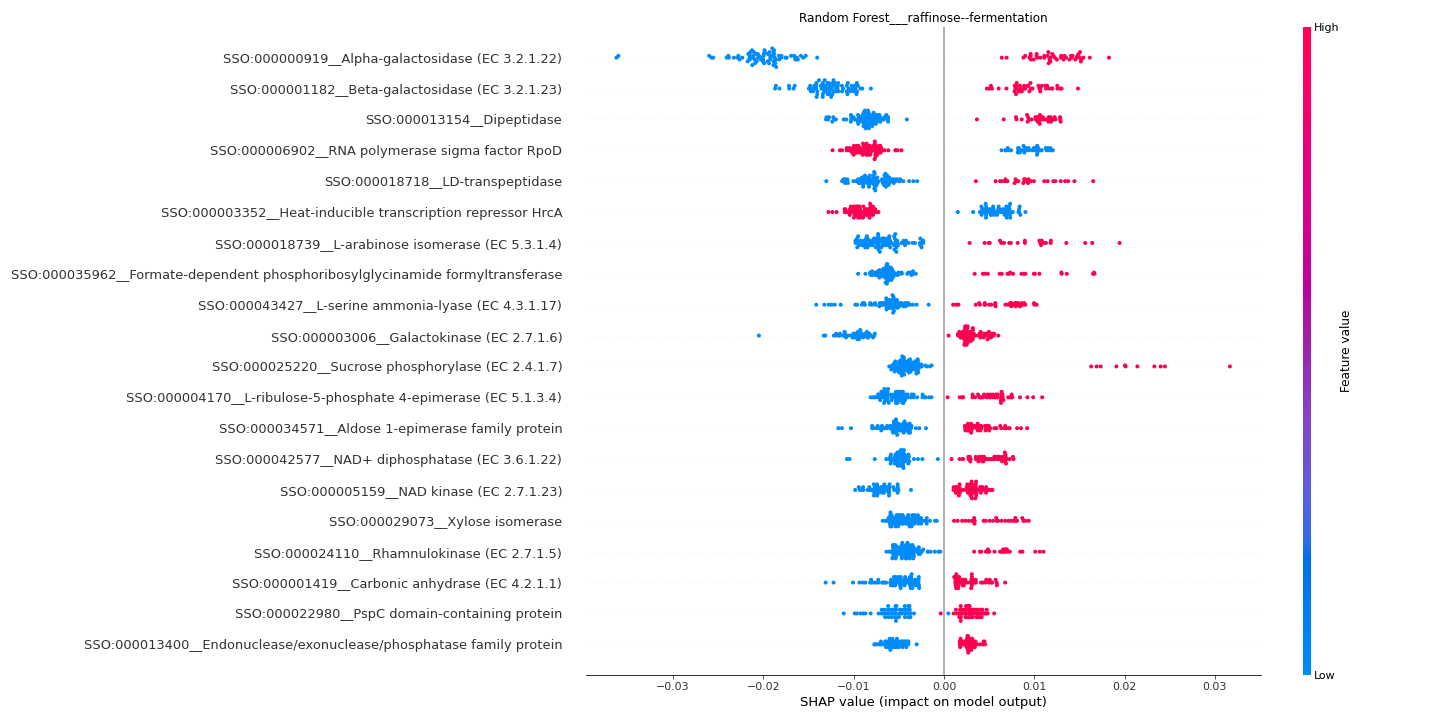 Random Forest___raffinose--fermentation
High
SSO:000000919__Alpha-galactosidase (EC 3.2.1.22)
SSO:000001182__Beta-galactosidase (EC 3.2.1.23)
SSO:000013154__Dipeptidase
SSO:000006902__RNA polymerase sigma factor RpoD
SSO:000018718__LD-transpeptidase
SSO:000003352__Heat-inducible transcription repressor HrcA
SSO:000018739__L-arabinose isomerase (EC 5.3.1.4)
SSO:000035962__Formate-dependent phosphoribosylglycinamide formyltransferase
SSO:000043427__L-serine ammonia-lyase (EC 4.3.1.17)
SSO:000003006__Galactokinase (EC 2.7.1.6)
SSO:000025220__Sucrose phosphorylase (EC 2.4.1.7)
SSO:000004170__L-ribulose-5-phosphate 4-epimerase (EC 5.1.3.4)
SSO:000034571__Aldose 1-epimerase family protein
SSO:000042577__NAD+ diphosphatase (EC 3.6.1.22)
SSO:000005159__NAD kinase (EC 2.7.1.23)
SSO:000029073__Xylose isomerase
SSO:000024110__Rhamnulokinase (EC 2.7.1.5)
SSO:000001419__Carbonic anhydrase (EC 4.2.1.1)
SSO:000022980__PspC domain-containing protein
SSO:000013400__Endonuclease/exonuclease/phosphatase family protein
Feature value
Low
−0.03 −0.02 −0.01 0.00 0.01 0.02 0.03
SHAP value (impact on model output)